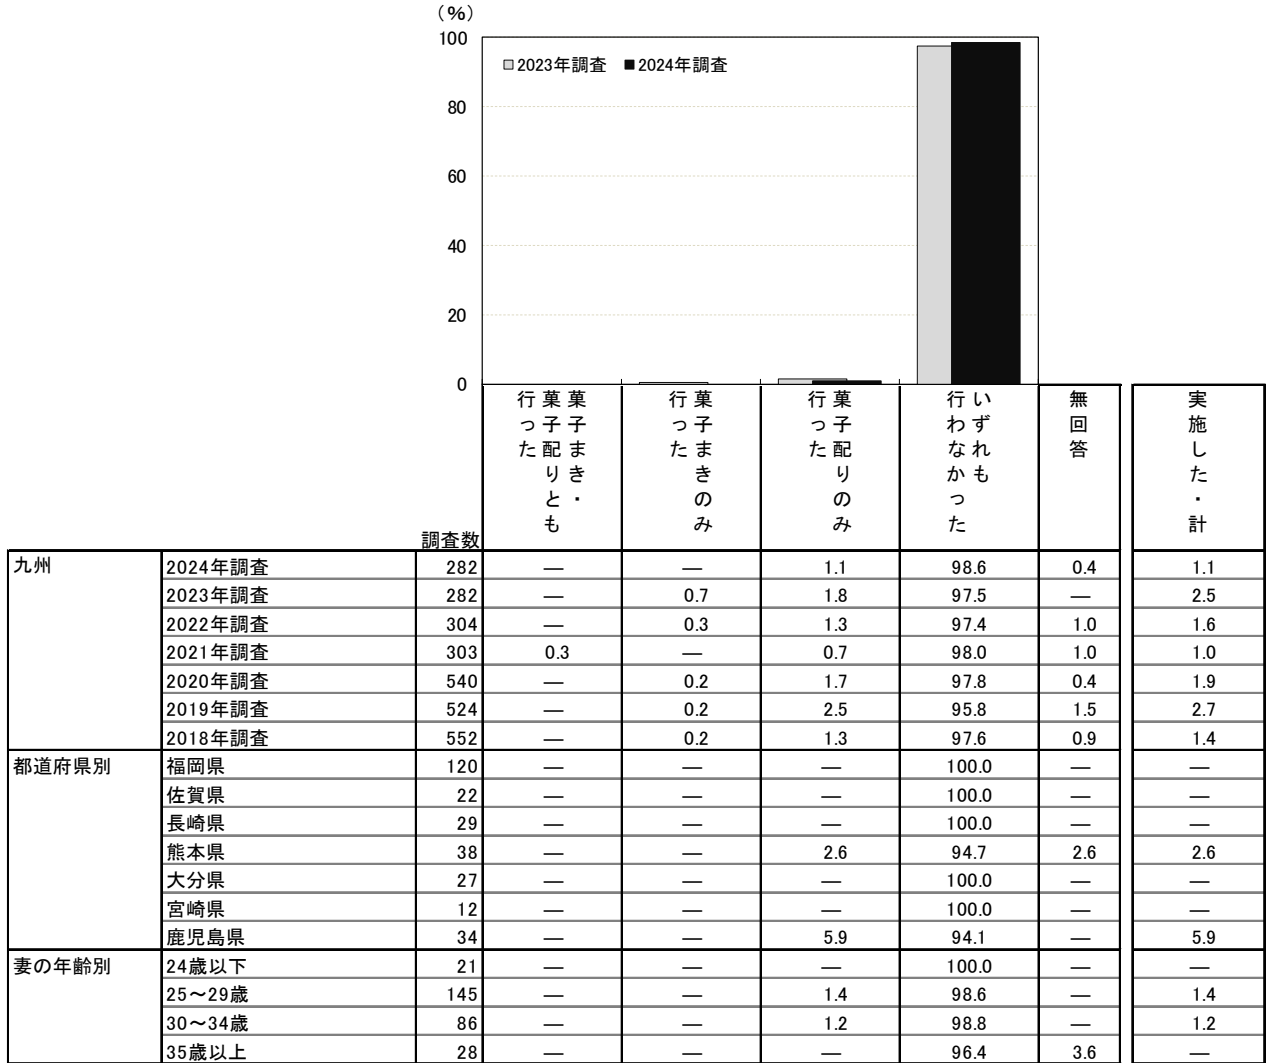 (%)
100
80
60
40
20
0
□2023年調査 ■2024年調査
菓子まき・菓子配りとも行った
菓子まきのみ行った
菓子配りのみ行った
いずれも行わなかった
無回答
実施した・計
調査数
九州 2024年調査 282 — — 1.1 98.6 0.4 1.1
2023年調査 282 — 0.7 1.8 97.5 — 2.5
2022年調査 304 — 0.3 1.3 97.4 1.0 1.6
2021年調査 303 0.3 — 0.7 98.0 1.0 1.0
2020年調査 540 — 0.2 1.7 97.8 0.4 1.9
2019年調査 524 — 0.2 2.5 95.8 1.5 2.7
2018年調査 552 — 0.2 1.3 97.6 0.9 1.4
都道府県別 福岡県 120 — — — 100.0 — —
佐賀県 22 — — — 100.0 — —
長崎県 29 — — — 100.0 — —
熊本県 38 — — 2.6 94.7 2.6 2.6
大分県 27 — — — 100.0 — —
宮崎県 12 — — — 100.0 — —
鹿児島県 34 — — 5.9 94.1 — 5.9
妻の年齢別 24歳以下 21 — — — 100.0 — —
25～29歳 145 — — 1.4 98.6 — 1.4
30～34歳 86 — — 1.2 98.8 — 1.2
35歳以上 28 — — — 96.4 3.6 —